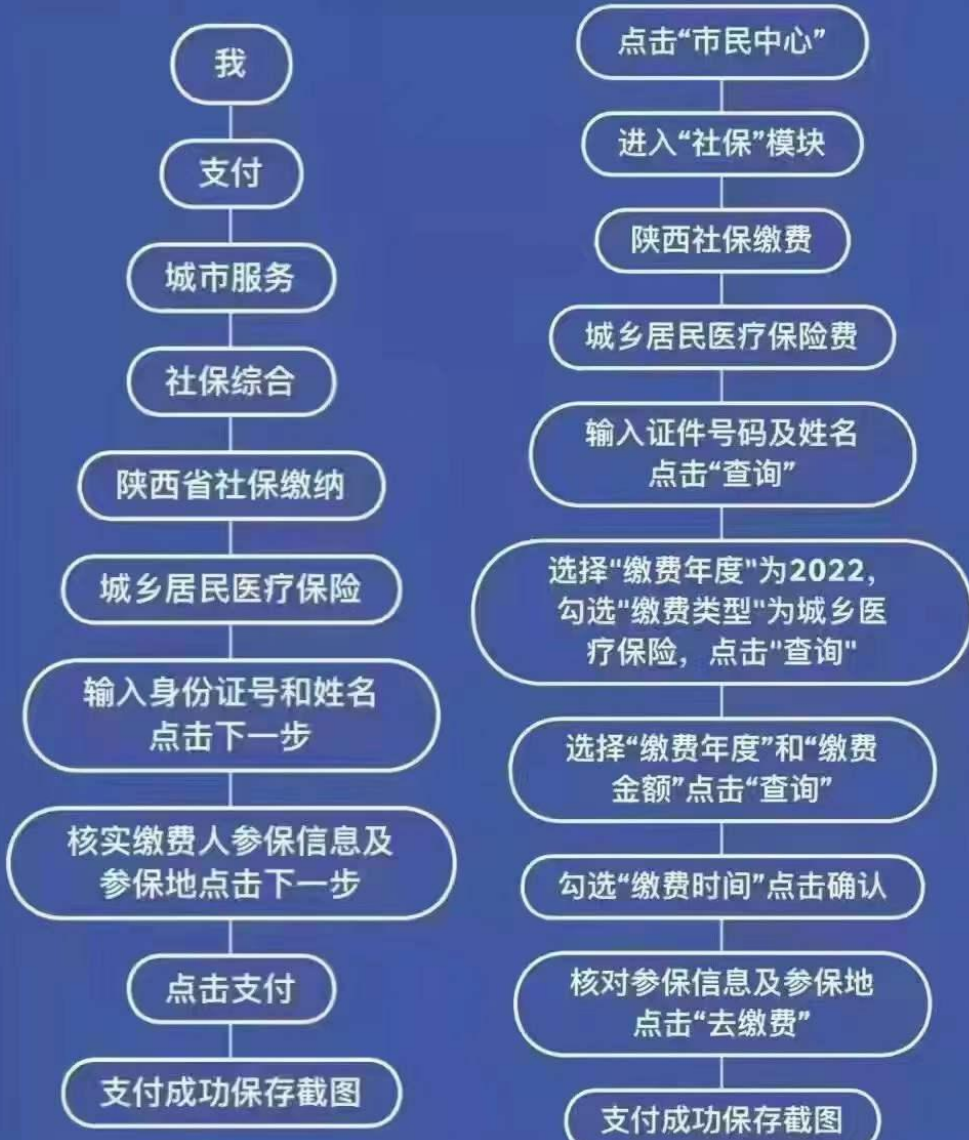 我
支付
城市服务
社保综合
陕西省社保缴纳
城乡居民医疗保险
输入身份证号和姓名
点击下一步
核实缴费人参保信息及
参保地点击下一步
点击支付
支付成功保存截图
点击“市民中心”
进入“社保”模块
陕西社保缴费
城乡居民医疗保险费
输入证件号码及姓名
点击“查询”
选择"缴费年度"为2022，
勾选"缴费类型"为城乡医
疗保险，点击"查询"
选择“缴费年度”和“缴费
金额”点击“查询”
勾选“缴费时间”点击确认
核对参保信息及参保地
点击“去缴费”
支付成功保存截图